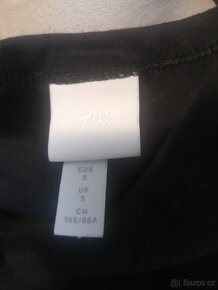 H&M
EUR
S
UK
S
CN
165/88A
Bazos.cz